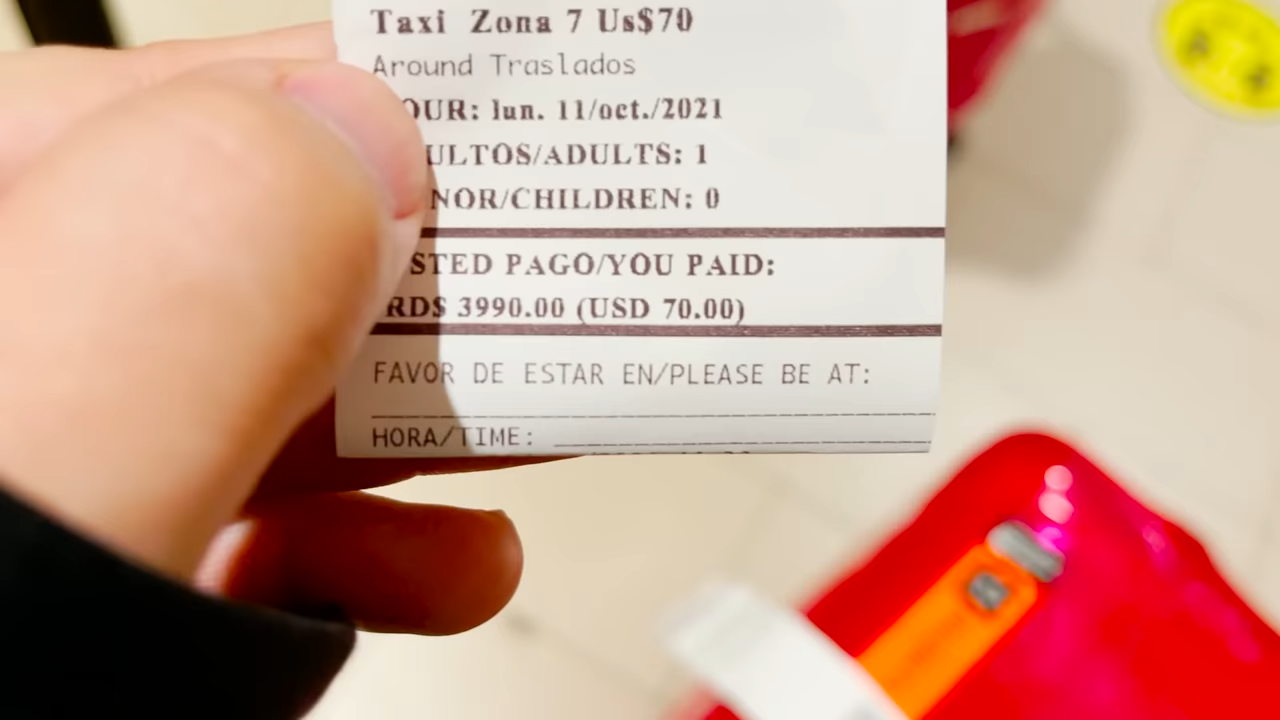 Taxi Zona 7 Us$70
Around Traslados
OUR: lun. 11/oct./2021
ULTOS/ADULTS: 1
NOR/CHILDREN: 0
STED PAGO/YOU PAID:
RD$ 3990.00 (USD 70.00)
FAVOR DE ESTAR EN/PLEASE BE AT:
HORA/TIME: